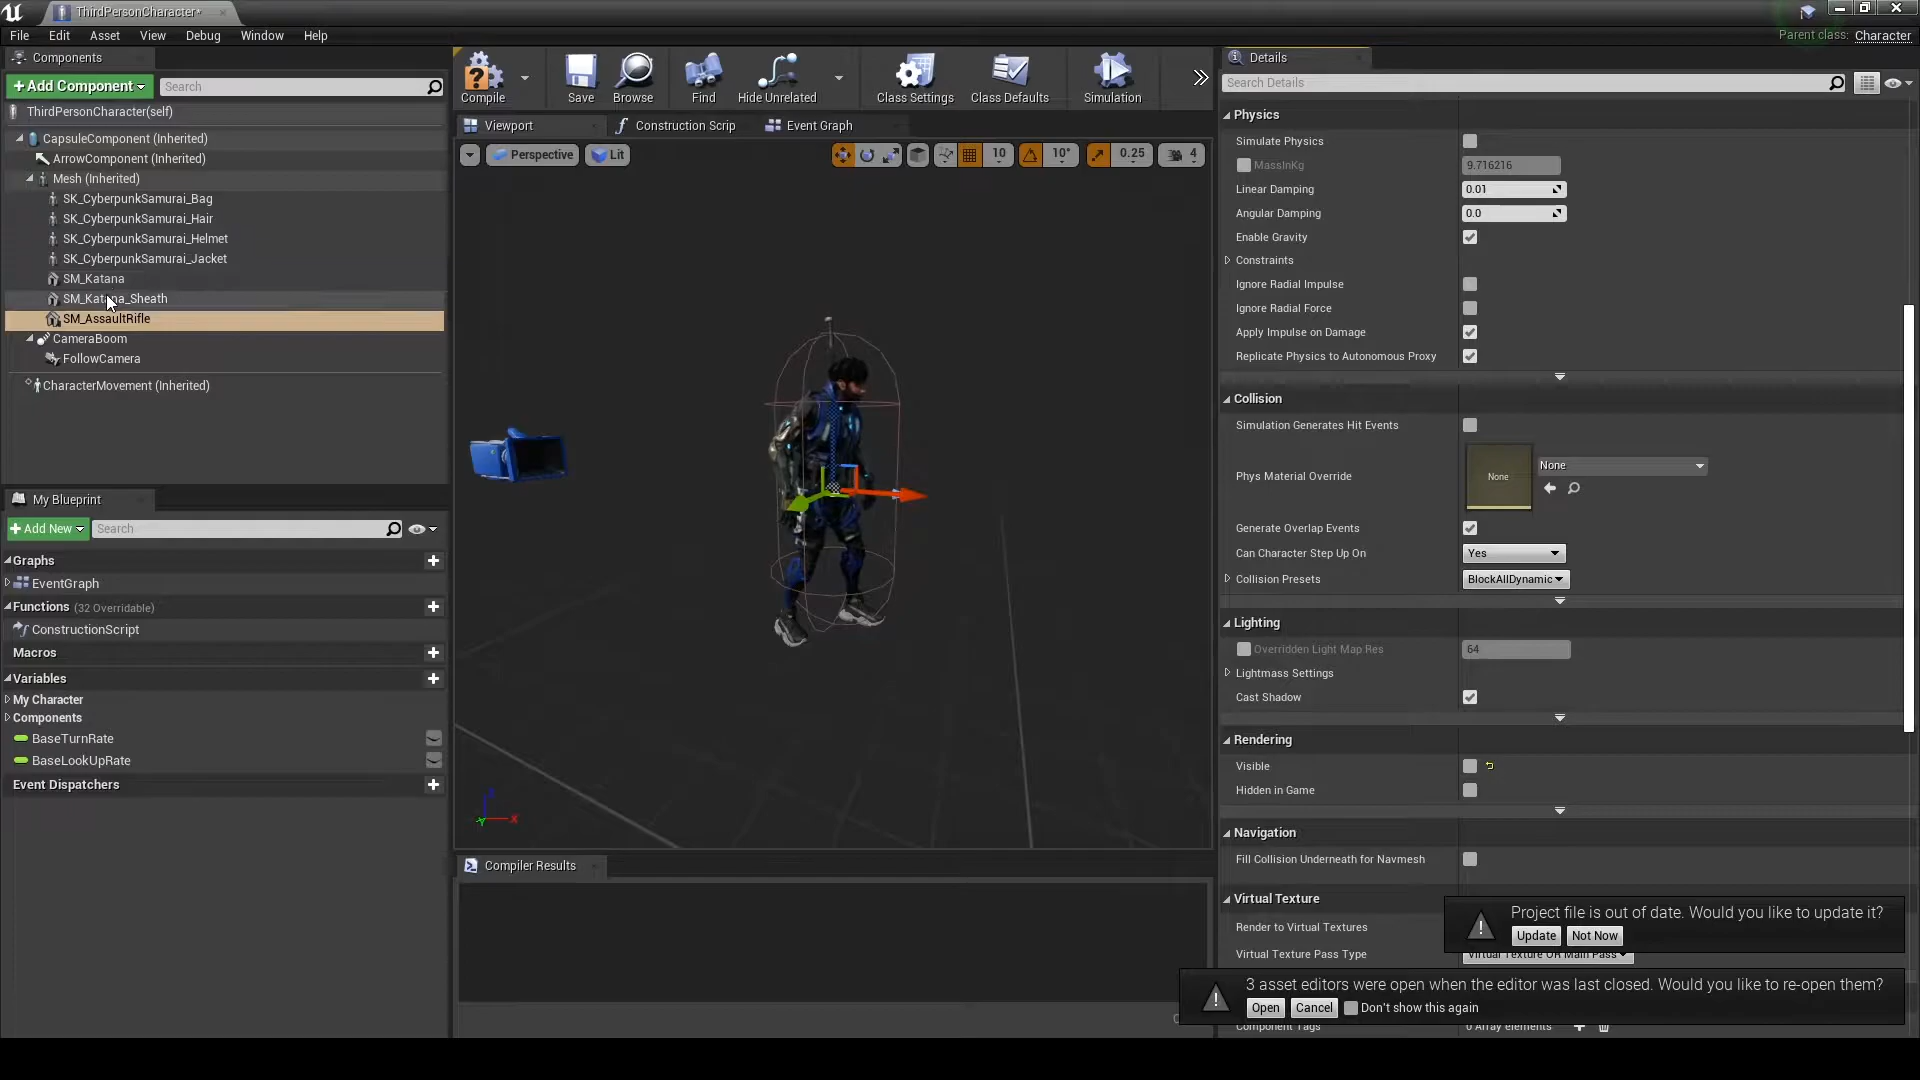 ThirdPersonCharacter*
File Edit Asset View Debug Window Help
Parent class: Character
Components
+Add Component
Search
ThirdPersonCharacter(self)
CapsuleComponent (Inherited)
ArrowComponent (Inherited)
Mesh (Inherited)
SK_CyberpunkSamurai_Bag
SK_CyberpunkSamurai_Hair
SK_CyberpunkSamurai_Helmet
SK_CyberpunkSamurai_Jacket
SM_Katana
SM_Katana_Sheath
SM_AssaultRifle
CameraBoom
FollowCamera
CharacterMovement (Inherited)
My Blueprint
+Add New
Search
Graphs
EventGraph
Functions (32 Overridable)
ConstructionScript
Macros
Variables
My Character
Components
BaseTurnRate
BaseLookUpRate
Event Dispatchers
Compile Save Browse Find Hide Unrelated Class Settings Class Defaults Simulation
Viewport Construction Scrip Event Graph
Perspective Lit 10 10° 0.25 4
Z
X
Y
Compiler Results
Details
Search Details
Physics
Simulate Physics
MassInKg 9.716216
Linear Damping 0.01
Angular Damping 0.0
Enable Gravity
Constraints
Ignore Radial Impulse
Ignore Radial Force
Apply Impulse on Damage
Replicate Physics to Autonomous Proxy
Collision
Simulation Generates Hit Events
Phys Material Override None None
Generate Overlap Events
Can Character Step Up On Yes
Collision Presets BlockAllDynamic
Lighting
Overridden Light Map Res 64
Lightmass Settings
Cast Shadow
Rendering
Visible
Hidden in Game
Navigation
Fill Collision Underneath for Navmesh
Virtual Texture
Render to Virtual Textures
Virtual Texture Pass Type Virtual Texture OR Main Pass
Project file is out of date. Would you like to update it?
Update Not Now
3 asset editors were open when the editor was last closed. Would you like to re-open them?
Open Cancel Don't show this again
Component Tags 0 Array elements